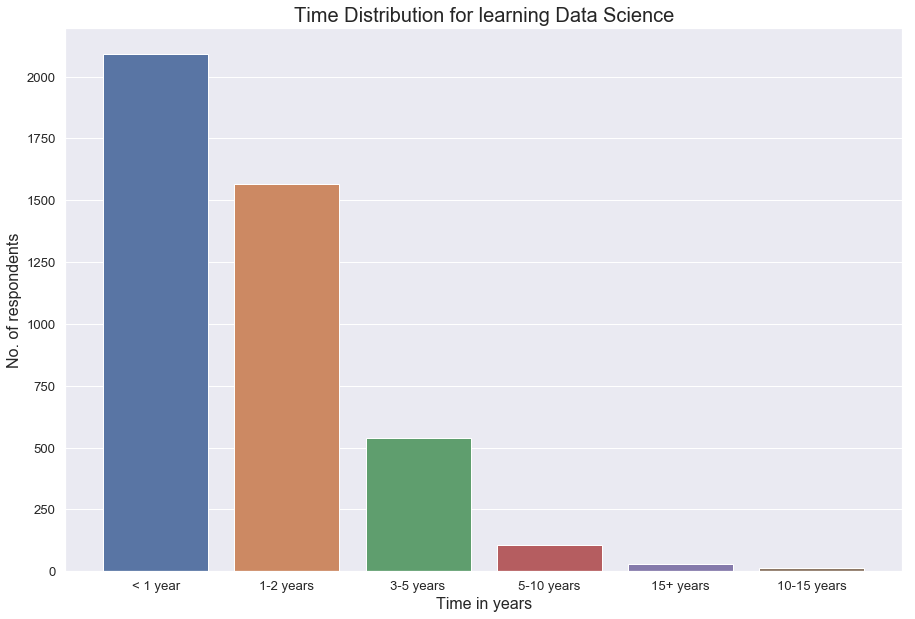 Time Distribution for learning Data Science
No. of respondents
2000
1750
1500
1250
1000
750
500
250
0
< 1 year
1-2 years
3-5 years
5-10 years
15+ years
10-15 years
Time in years